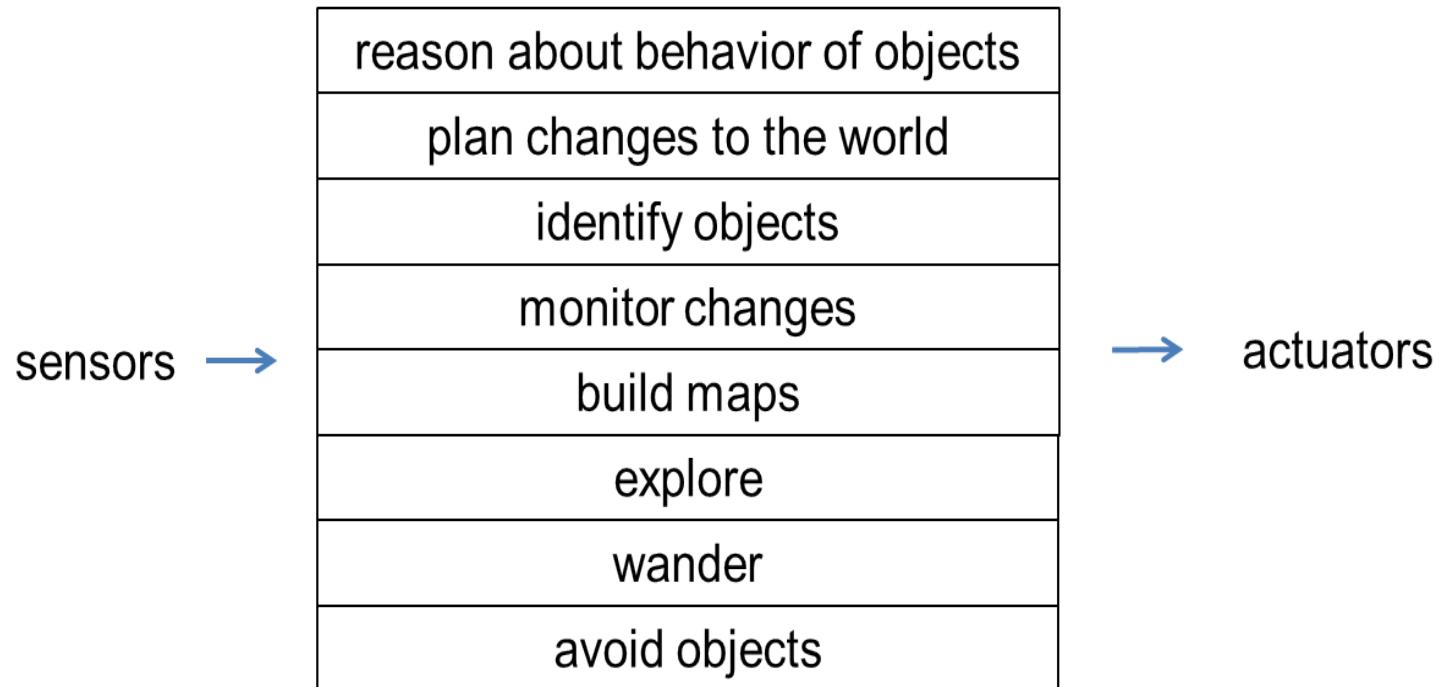 reason about behavior of objects
plan changes to the world
identify objects
monitor changes
sensors
build maps
actuators
explore
wander
avoid objects